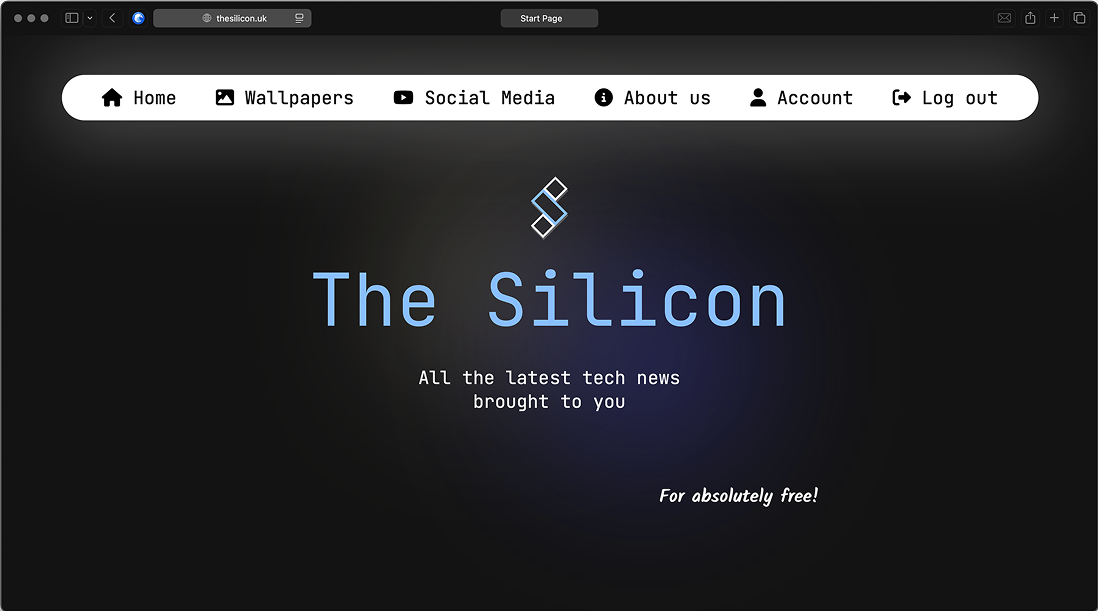 thesilicon.uk
Start Page
Home Wallpapers Social Media About us Account Log out
The Silicon
All the latest tech news
brought to you
For absolutely free!